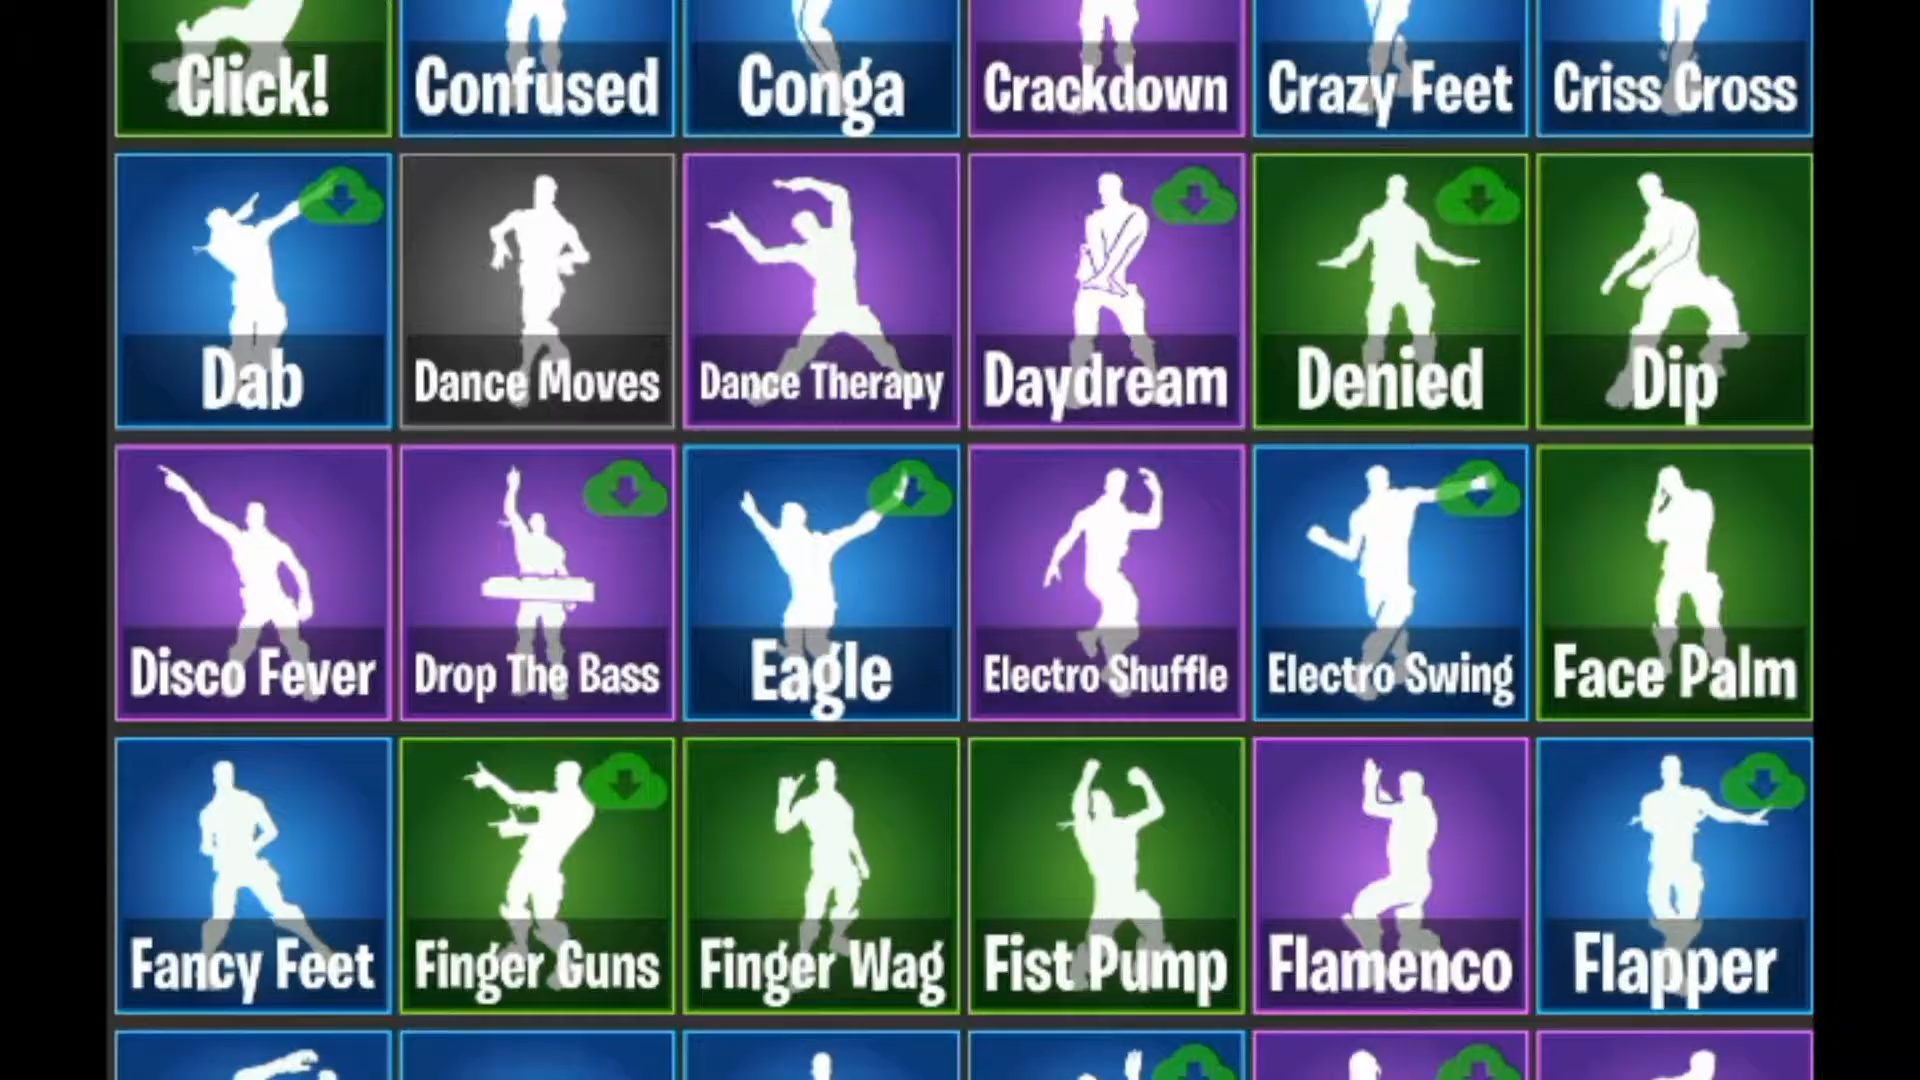 Click!
Confused
Conga
Crackdown
Crazy Feet
Criss Cross
Dab
Dance Moves
Dance Therapy
Daydream
Denied
Dip
Disco Fever
Drop The Bass
Eagle
Electro Shuffle
Electro Swing
Face Palm
Fancy Feet
Finger Guns
Finger Wag
Fist Pump
Flamenco
Flapper